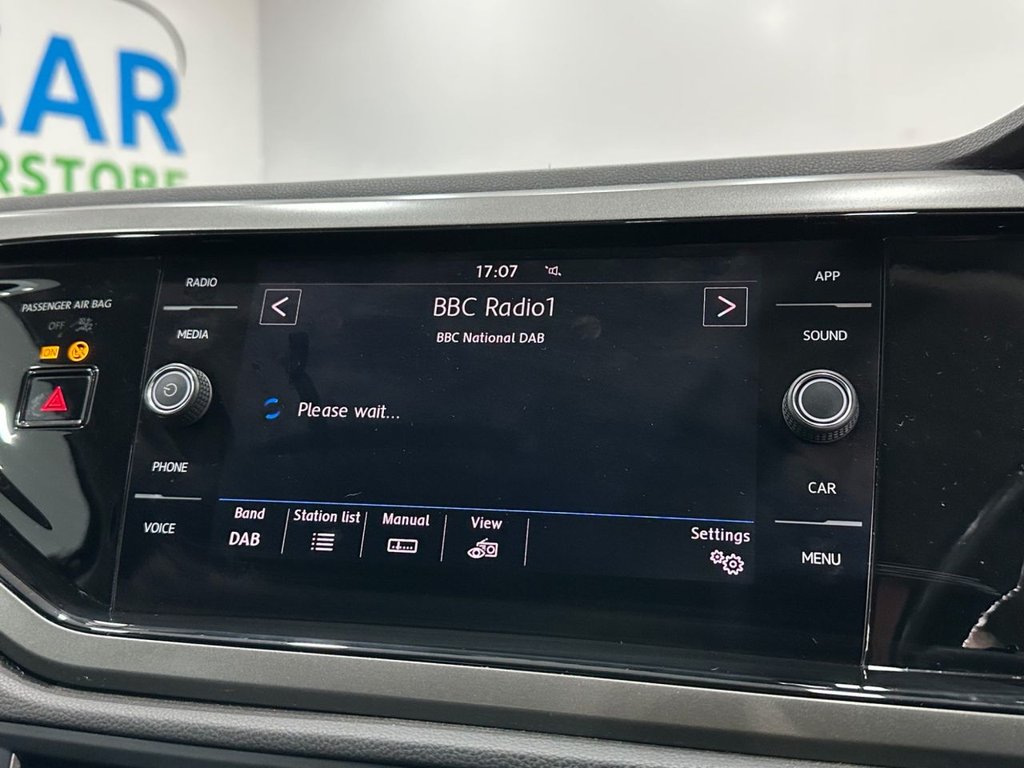 CAR
ERSTORE
PASSENGER AIR BAG
OFF
ON
RADIO
MEDIA
PHONE
VOICE
17:07
<
BBC Radio1
>
BBC National DAB
Please wait...
Band
DAB
Station list
Manual
View
Settings
APP
SOUND
CAR
MENU